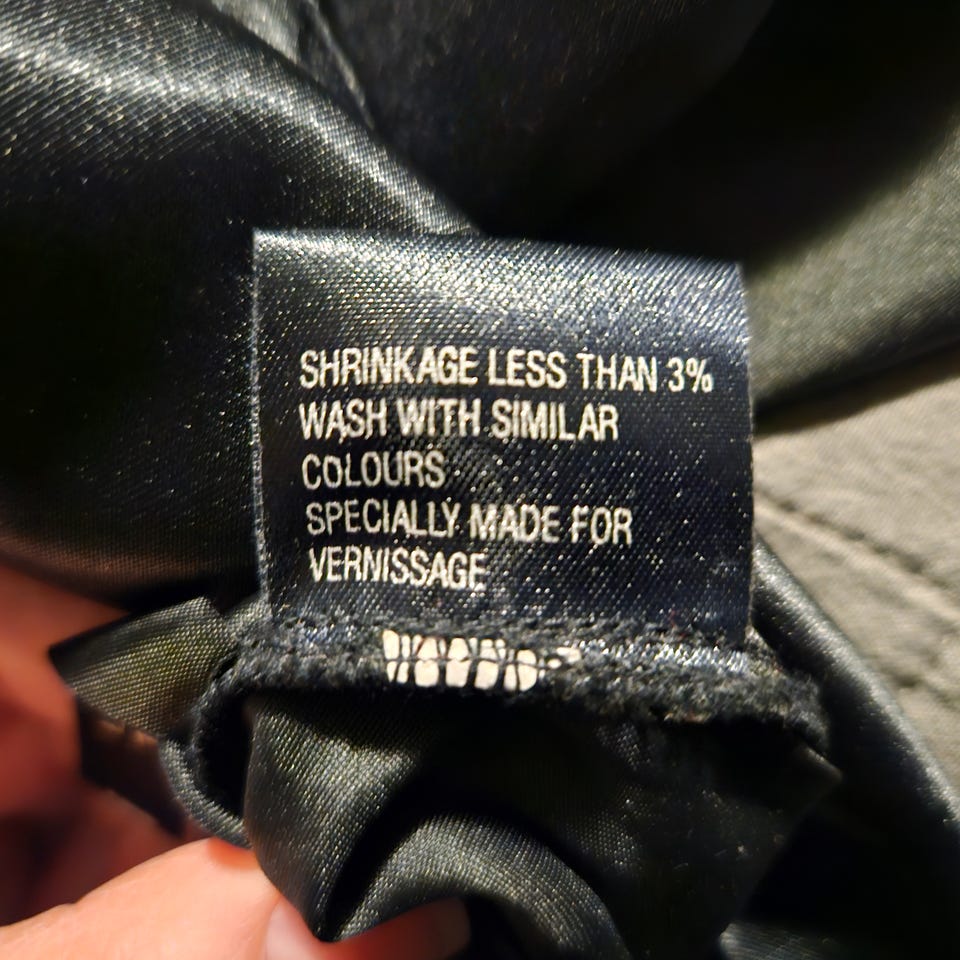 SHRINKAGE LESS THAN 3%
WASH WITH SIMILAR
COLOURS
SPECIALLY MADE FOR
VERNISSAGE